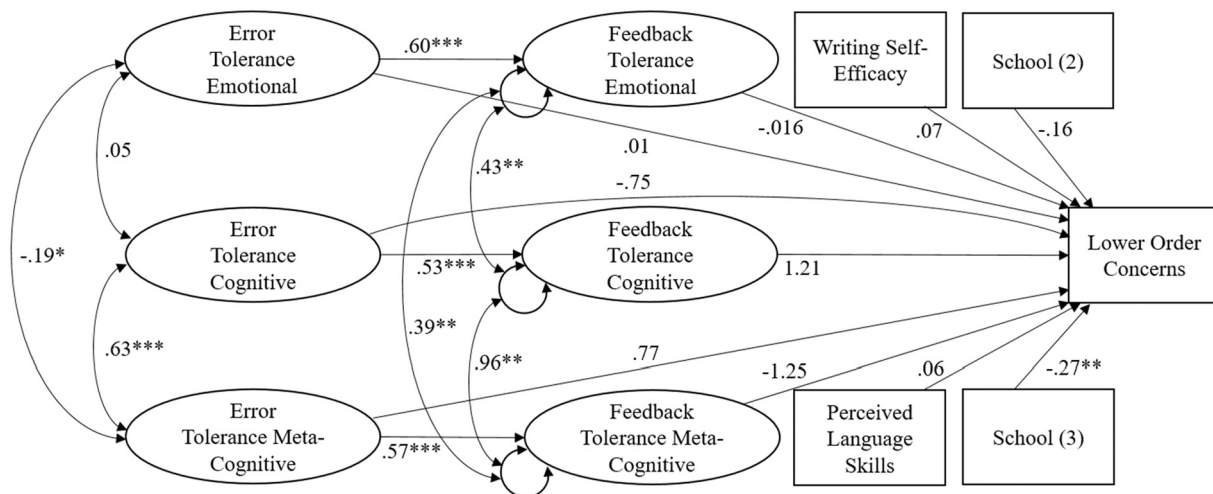 Error
Tolerance
Emotional
.60***
Feedback
Tolerance
Emotional
Writing Self-
Efficacy
School (2)
-.016
.07
-.16
.01
.05
.43**
-.75
-.19*
Error
Tolerance
Cognitive
.53***
Feedback
Tolerance
Cognitive
1.21
Lower Order
Concerns
.63***
.39**
.96**
.77
-1.25
.06
-.27**
Error
Tolerance Meta-
Cognitive
.57***
Feedback
Tolerance Meta-
Cognitive
Perceived
Language
Skills
School (3)